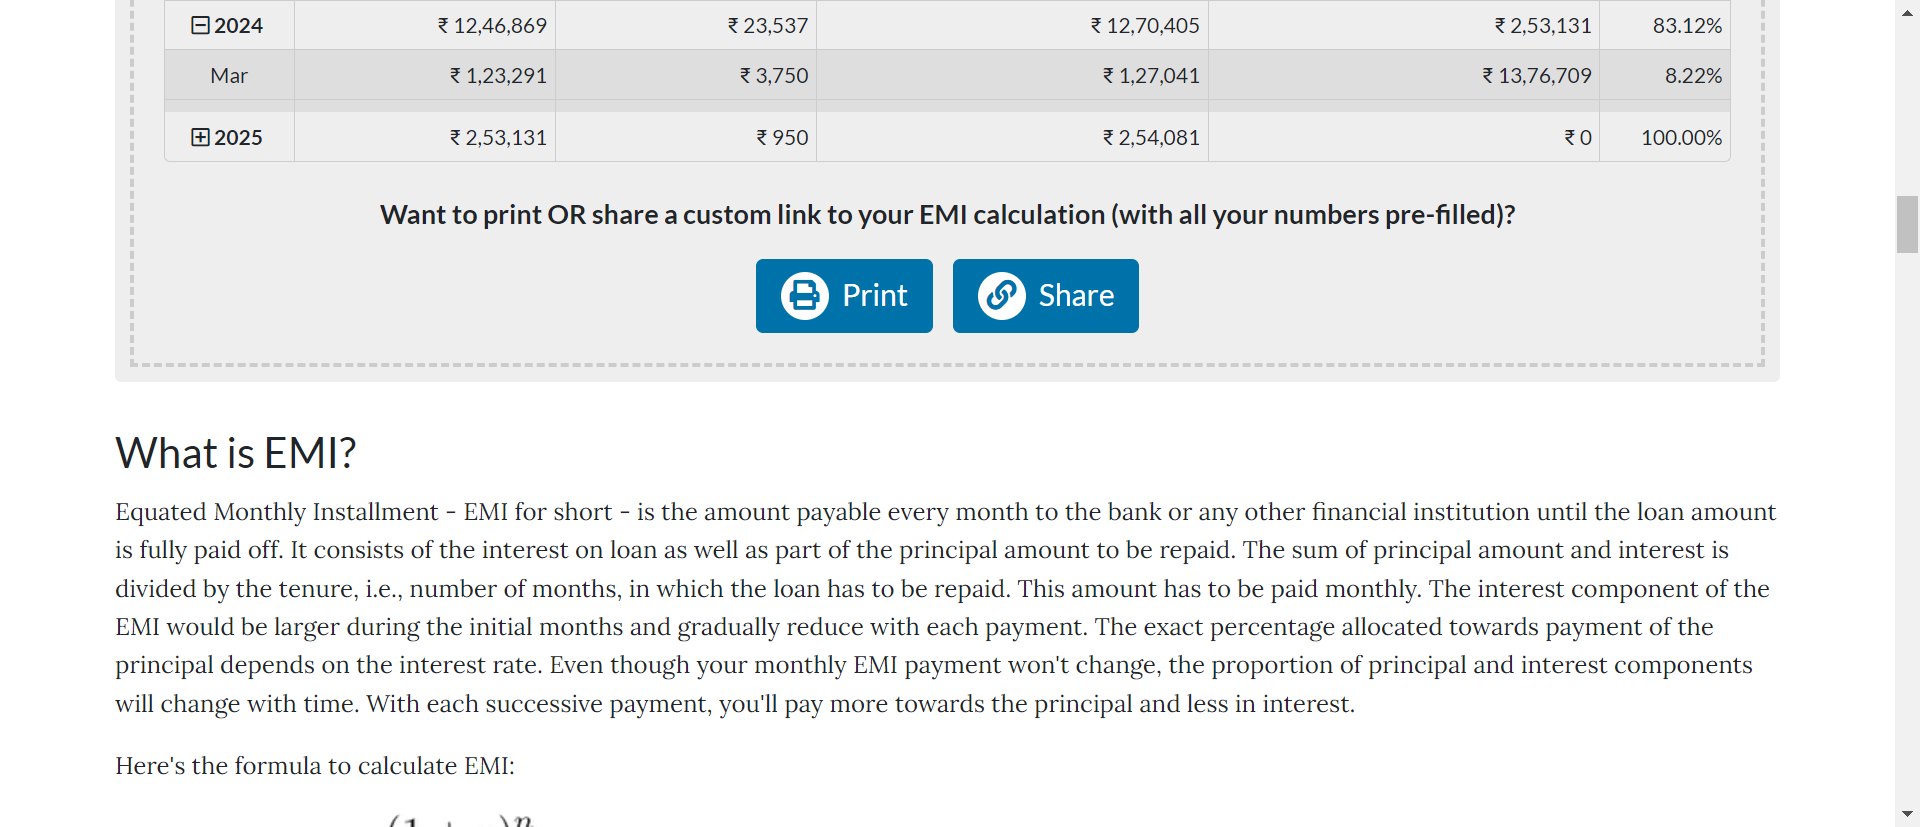 2024 ₹ 12,46,869 ₹ 23,537 ₹ 12,70,405 ₹ 2,53,131 83.12%
Mar ₹ 1,23,291 ₹ 3,750 ₹ 1,27,041 ₹ 13,76,709 8.22%
2025 ₹ 2,53,131 ₹ 950 ₹ 2,54,081 ₹ 0 100.00%
Want to print OR share a custom link to your EMI calculation (with all your numbers pre-filled)?
Print Share
What is EMI?
Equated Monthly Installment - EMI for short - is the amount payable every month to the bank or any other financial institution until the loan amount
is fully paid off. It consists of the interest on loan as well as part of the principal amount to be repaid. The sum of principal amount and interest is
divided by the tenure, i.e., number of months, in which the loan has to be repaid. This amount has to be paid monthly. The interest component of the
EMI would be larger during the initial months and gradually reduce with each payment. The exact percentage allocated towards payment of the
principal depends on the interest rate. Even though your monthly EMI payment won't change, the proportion of principal and interest components
will change with time. With each successive payment, you'll pay more towards the principal and less in interest.
Here's the formula to calculate EMI: